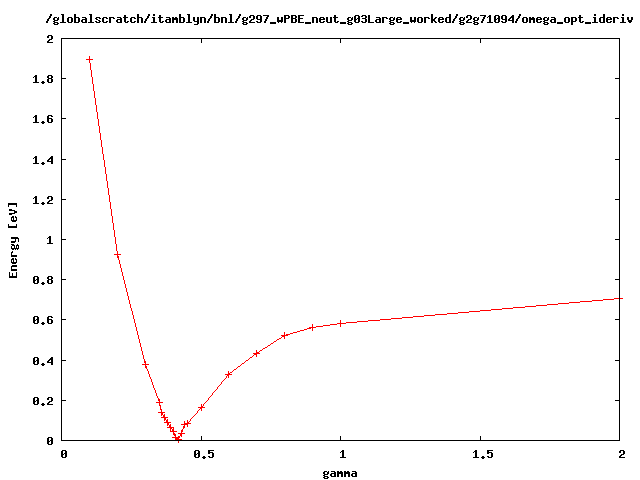 /globalscratch/itamblyn/bnl/g297_wPBE_neut_g03Large_worked/g2g71094/omega_opt_ideriv
2
1.8
1.6
1.4
1.2
1
0.8
0.6
0.4
0.2
0
Energy [eV]
0 0.5 1 1.5 2
gamma